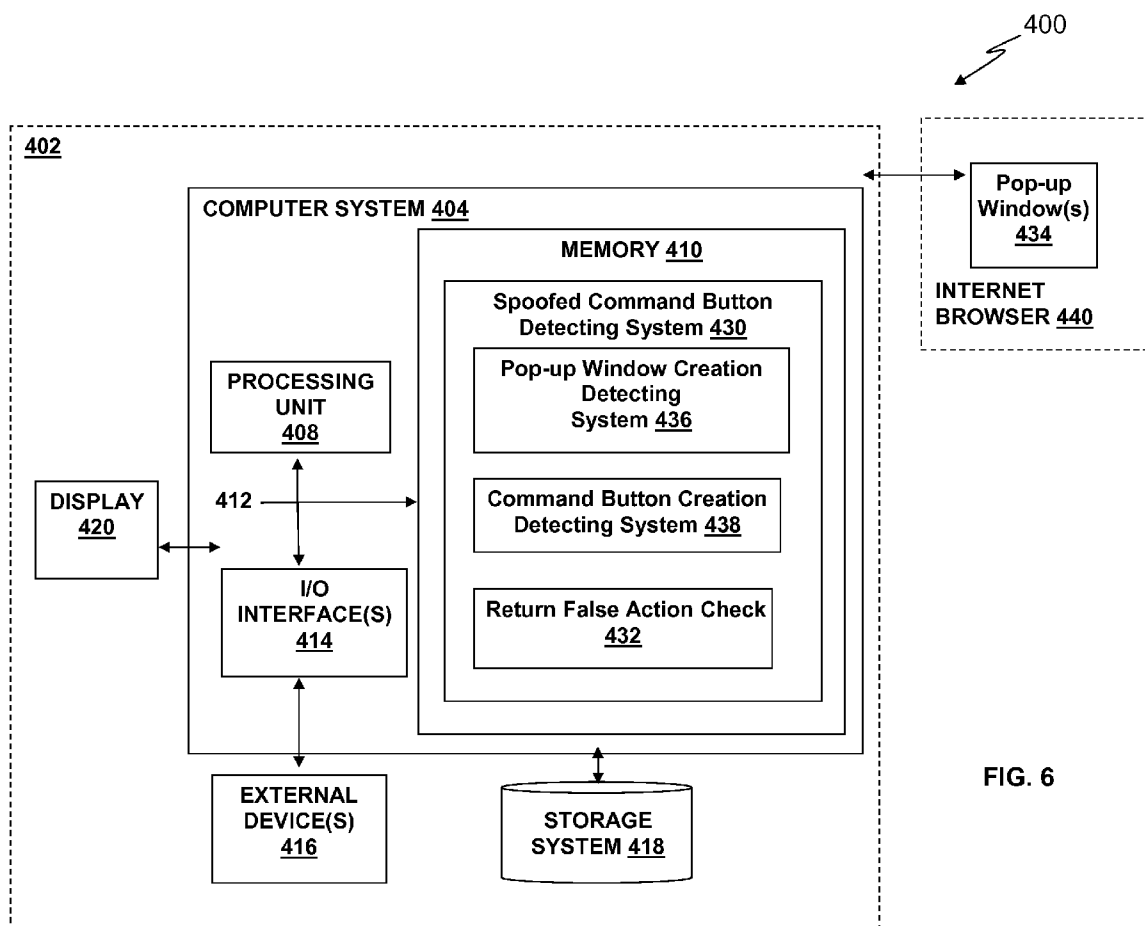 400
402
COMPUTER SYSTEM 404
MEMORY 410
Spoofed Command Button
Detecting System 430
Pop-up Window Creation
Detecting
System 436
Command Button Creation
Detecting System 438
Return False Action Check
432
PROCESSING
UNIT
408
412
DISPLAY
420
I/O
INTERFACE(S)
414
EXTERNAL
DEVICE(S)
416
STORAGE
SYSTEM 418
Pop-up
Window(s)
434
INTERNET
BROWSER 440
FIG. 6